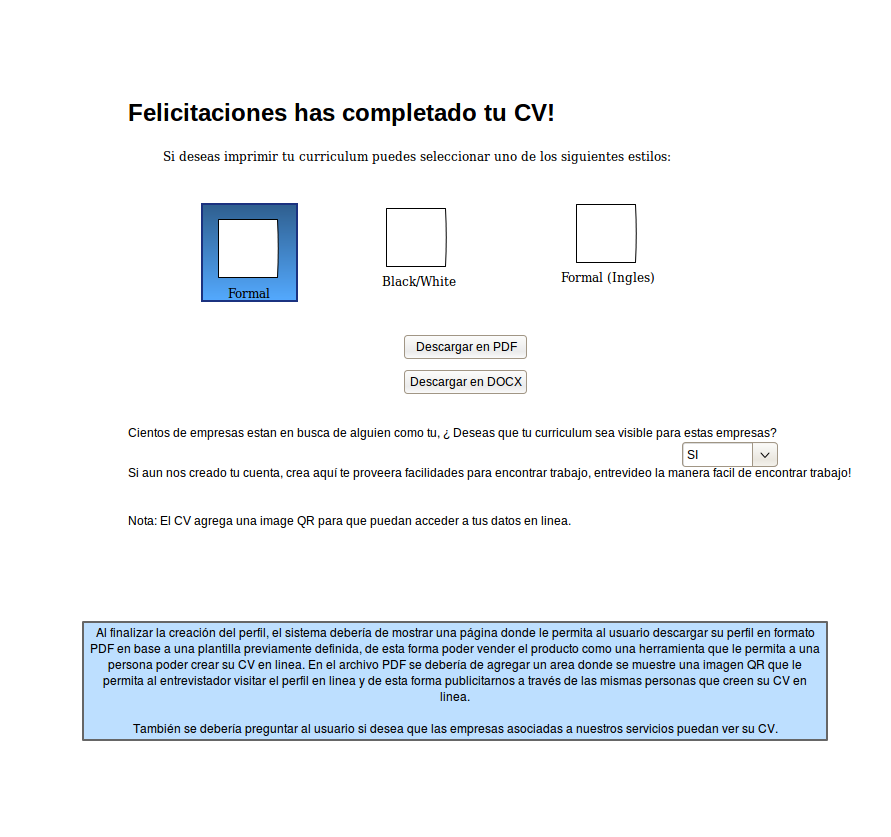 Felicitaciones has completado tu CV!
Si deseas imprimir tu curriculum puedes seleccionar uno de los siguientes estilos:
Formal
Black/White
Formal (Ingles)
Descargar en PDF
Descargar en DOCX
Cientos de empresas estan en busca de alguien como tu, ¿ Deseas que tu curriculum sea visible para estas empresas?
SI
Si aun nos creado tu cuenta, crea aquí te proveera facilidades para encontrar trabajo, entrevideo la manera facil de encontrar trabajo!
Nota: El CV agrega una image QR para que puedan acceder a tus datos en linea.
Al finalizar la creación del perfil, el sistema debería de mostrar una página donde le permita al usuario descargar su perfil en formato
PDF en base a una plantilla previamente definida, de esta forma poder vender el producto como una herramienta que le permita a una
persona poder crear su CV en linea. En el archivo PDF se debería de agregar un area donde se muestre una imagen QR que le
permita al entrevistador visitar el perfil en linea y de esta forma publicitarnos a través de las mismas personas que creen su CV en
linea.
También se debería preguntar al usuario si desea que las empresas asociadas a nuestros servicios puedan ver su CV.